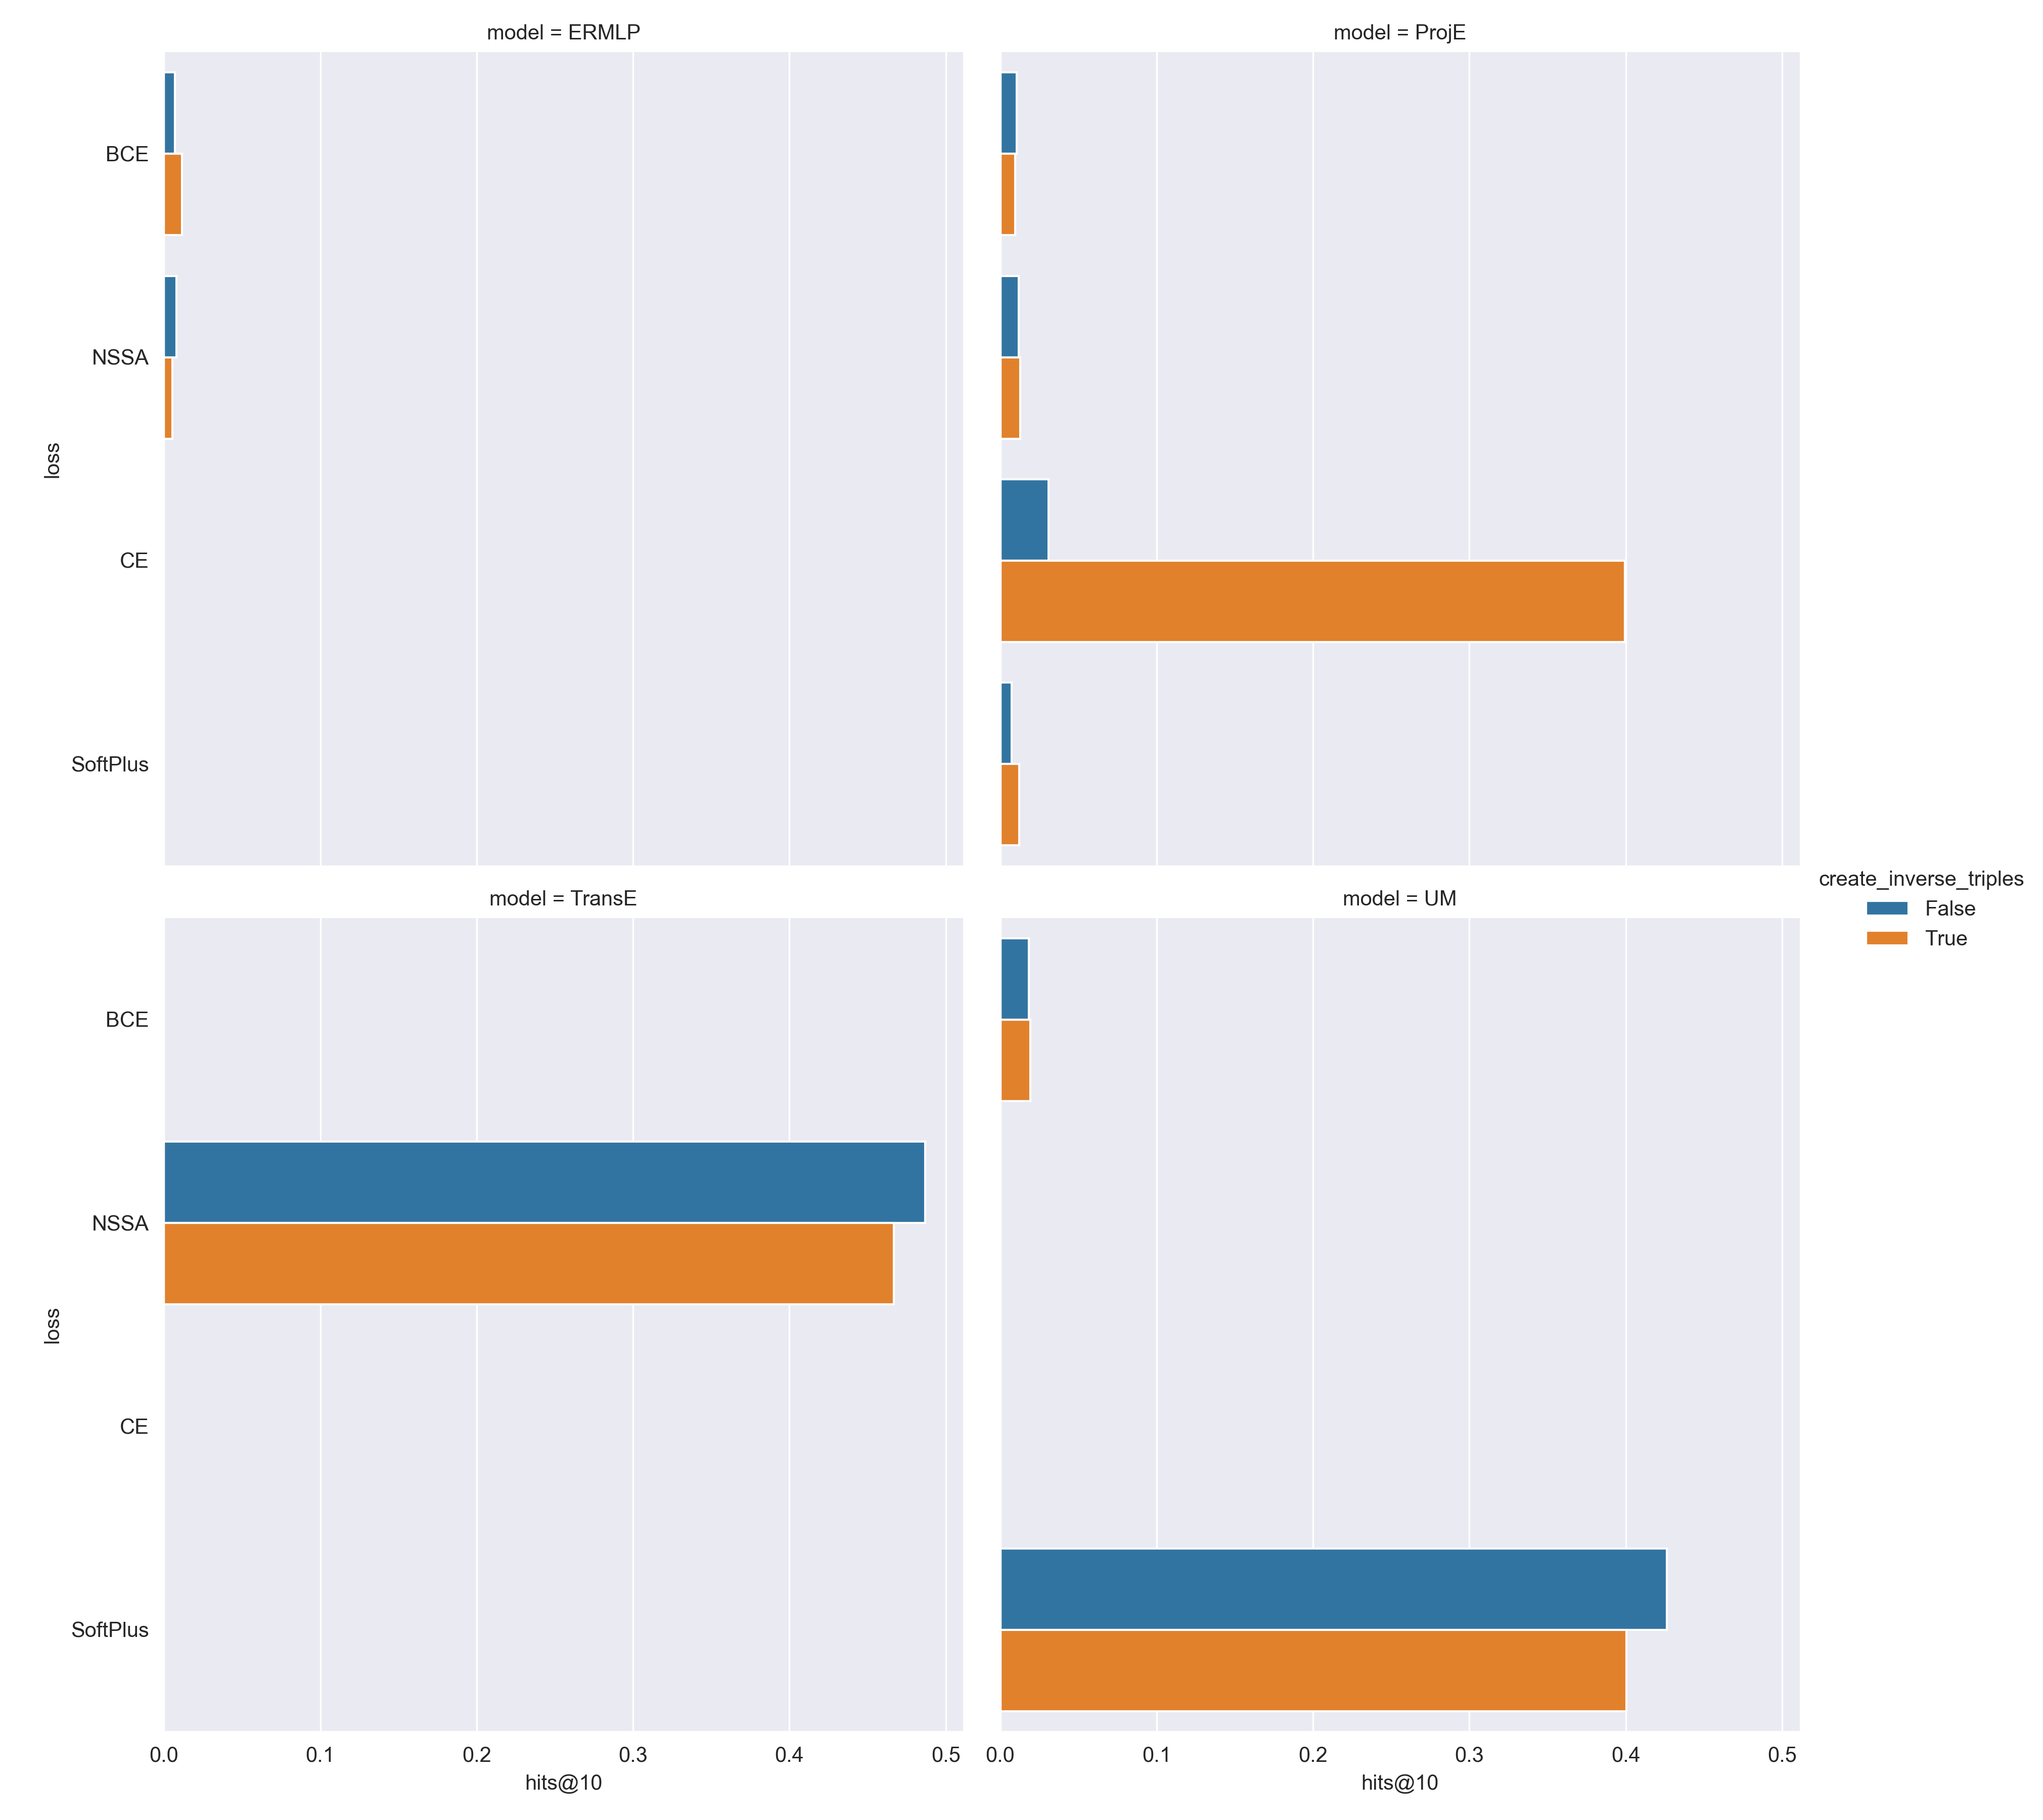 model = ERMLP
model = ProjE
BCE
NSSA
CE
SoftPlus
loss
model = TransE
model = UM
BCE
NSSA
CE
SoftPlus
loss
0.0 0.1 0.2 0.3 0.4 0.5
hits@10
0.0 0.1 0.2 0.3 0.4 0.5
hits@10
create_inverse_triples
False
True